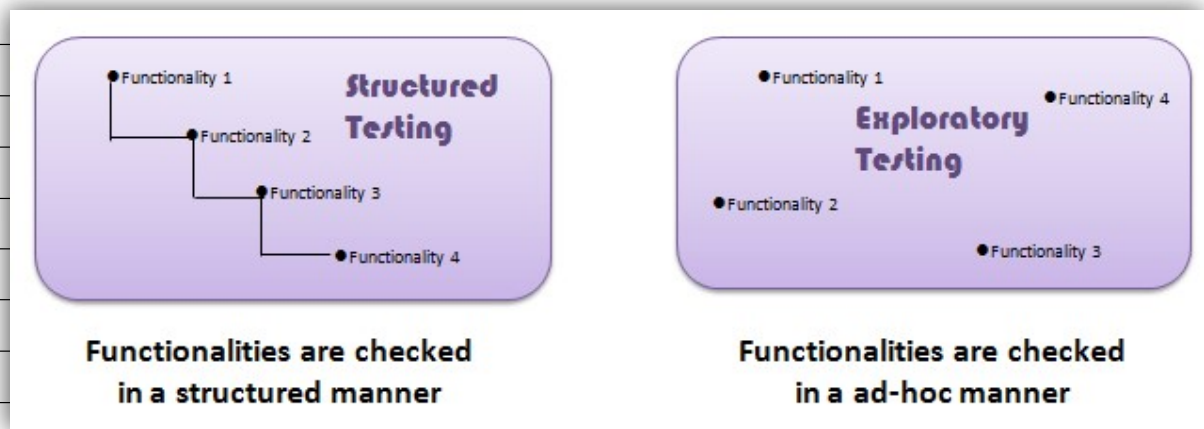 Structured
Testing
Functionality 1
Functionality 2
Functionality 3
Functionality 4
Functionalities are checked
in a structured manner
Exploratory
Testing
Functionality 1
Functionality 4
Functionality 2
Functionality 3
Functionalities are checked
in a ad-hoc manner